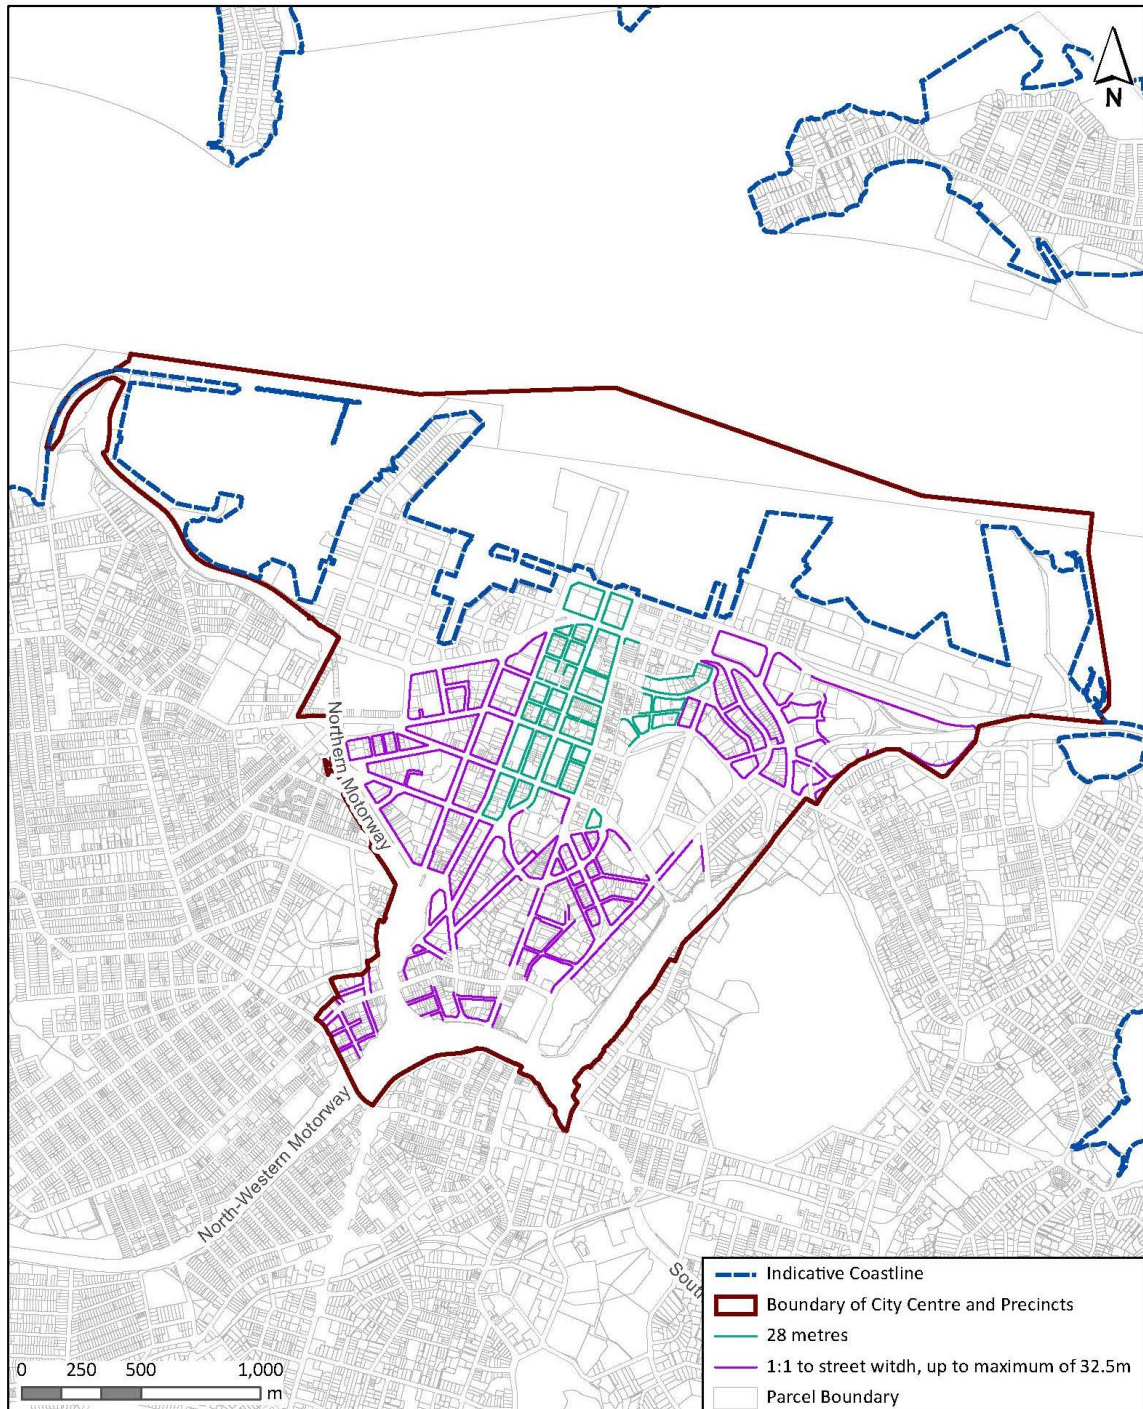 N
Northern Motorway
North-Western Motorway
South
Indicative Coastline
Boundary of City Centre and Precincts
28 metres
1:1 to street witdh, up to maximum of 32.5m
Parcel Boundary
0 250 500 1,000
m